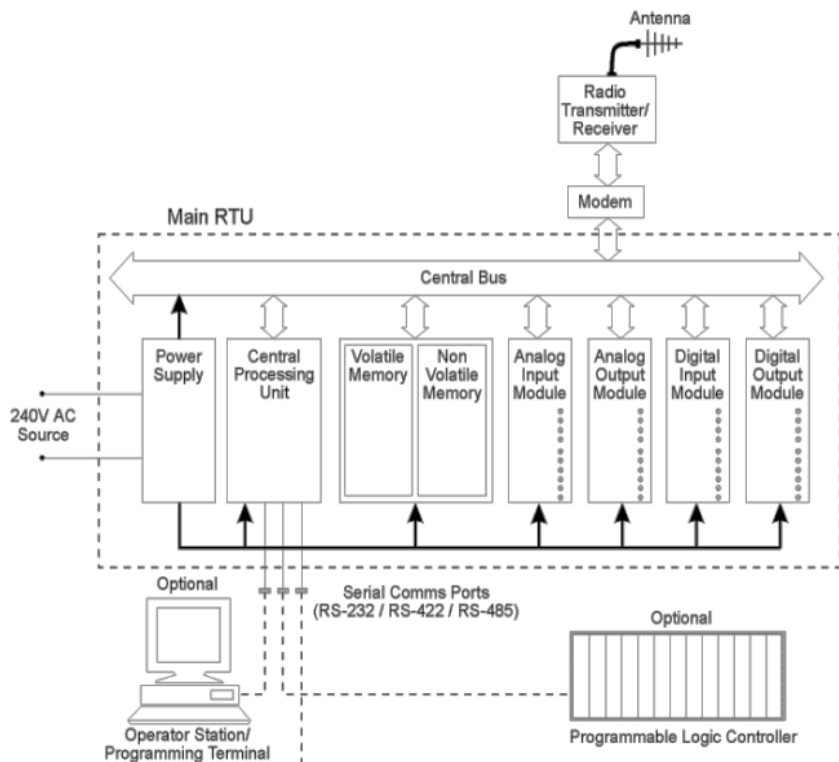 Antenna
Radio
Transmitter/
Receiver
Modem
Main RTU
Central Bus
Power
Supply
Central
Processing
Unit
Volatile
Memory
Non
Volatile
Memory
Analog
Input
Module
Analog
Output
Module
Digital
Input
Module
Digital
Output
Module
240V AC
Source
Optional
Serial Comms Ports
(RS-232 / RS-422 / RS-485)
Optional
Operator Station/
Programming Terminal
Programmable Logic Controller